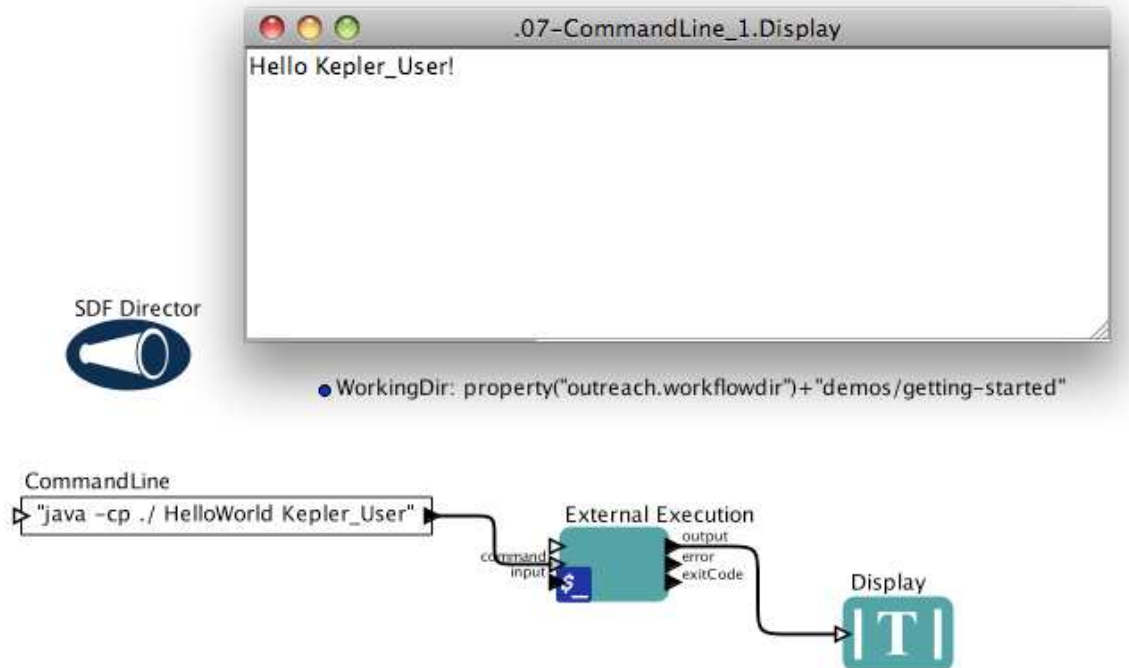 .07-CommandLine_1.Display
Hello Kepler_User!
SDF Director
WorkingDir: property("outreach.workflowdir")+"demos/getting-started"
CommandLine
"java -cp ./ HelloWorld Kepler_User"
External Execution
command
input
output
error
exitCode
$_
Display
T